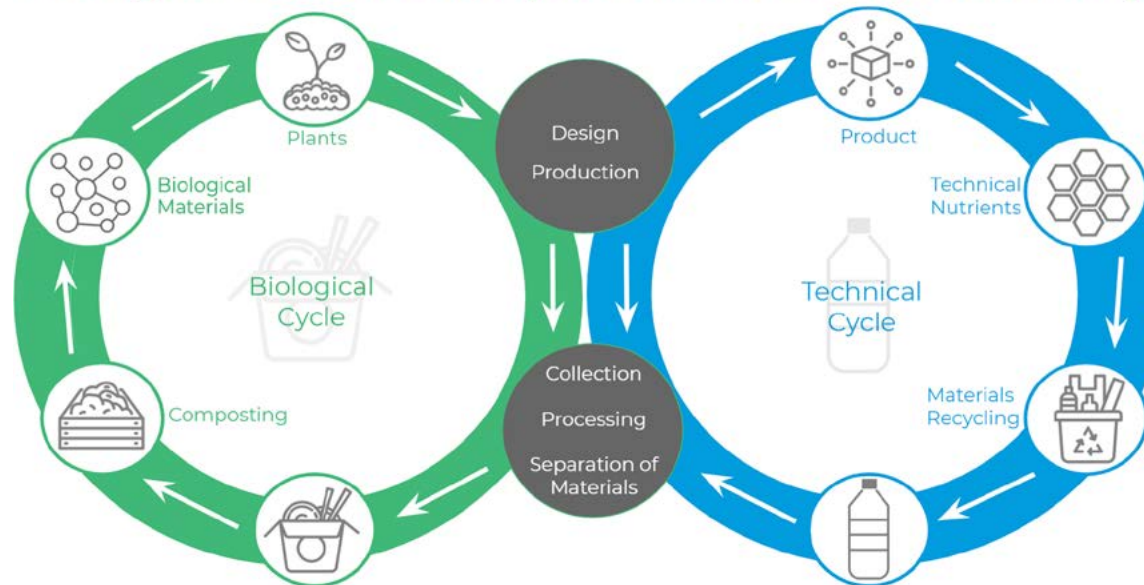 Plants
Biological
Materials
Biological
Cycle
Composting
Design
Production
Collection
Processing
Separation of
Materials
Product
Technical
Nutrients
Technical
Cycle
Materials
Recycling